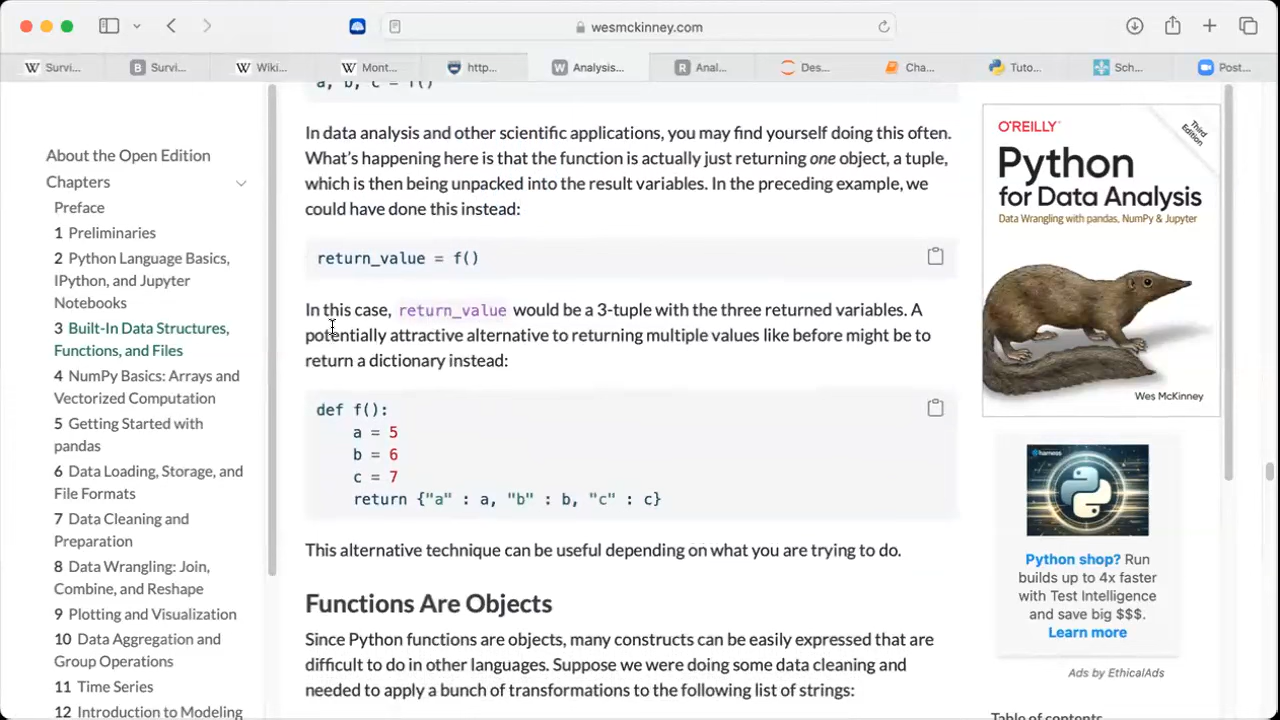 wesmckinney.com
Survi...
Survi...
Wiki...
Mont...
http...
Analysis...
Anal...
Des...
Cha...
Tuto...
Sch...
Post...
About the Open Edition
Chapters
Preface
1 Preliminaries
2 Python Language Basics,
IPython, and Jupyter
Notebooks
3 Built-In Data Structures,
Functions, and Files
4 NumPy Basics: Arrays and
Vectorized Computation
5 Getting Started with
pandas
6 Data Loading, Storage, and
File Formats
7 Data Cleaning and
Preparation
8 Data Wrangling: Join,
Combine, and Reshape
9 Plotting and Visualization
10 Data Aggregation and
Group Operations
11 Time Series
12 Introduction to Modeling
a, b, c = f()
In data analysis and other scientific applications, you may find yourself doing this often.
What's happening here is that the function is actually just returning one object, a tuple,
which is then being unpacked into the result variables. In the preceding example, we
could have done this instead:
return_value = f()
In this case, return_value would be a 3-tuple with the three returned variables. A
potentially attractive alternative to returning multiple values like before might be to
return a dictionary instead:
def f():
a = 5
b = 6
c = 7
return {"a" : a, "b" : b, "c" : c}
This alternative technique can be useful depending on what you are trying to do.
Functions Are Objects
Since Python functions are objects, many constructs can be easily expressed that are
difficult to do in other languages. Suppose we were doing some data cleaning and
needed to apply a bunch of transformations to the following list of strings:
O'REILLY
Third
Edition
Python
for Data Analysis
Data Wrangling with pandas, NumPy & Jupyter
Wes McKinney
harness
Python shop? Run
builds up to 4x faster
with Test Intelligence
and save big $$$.
Learn more
Ads by EthicalAds
Table of contents